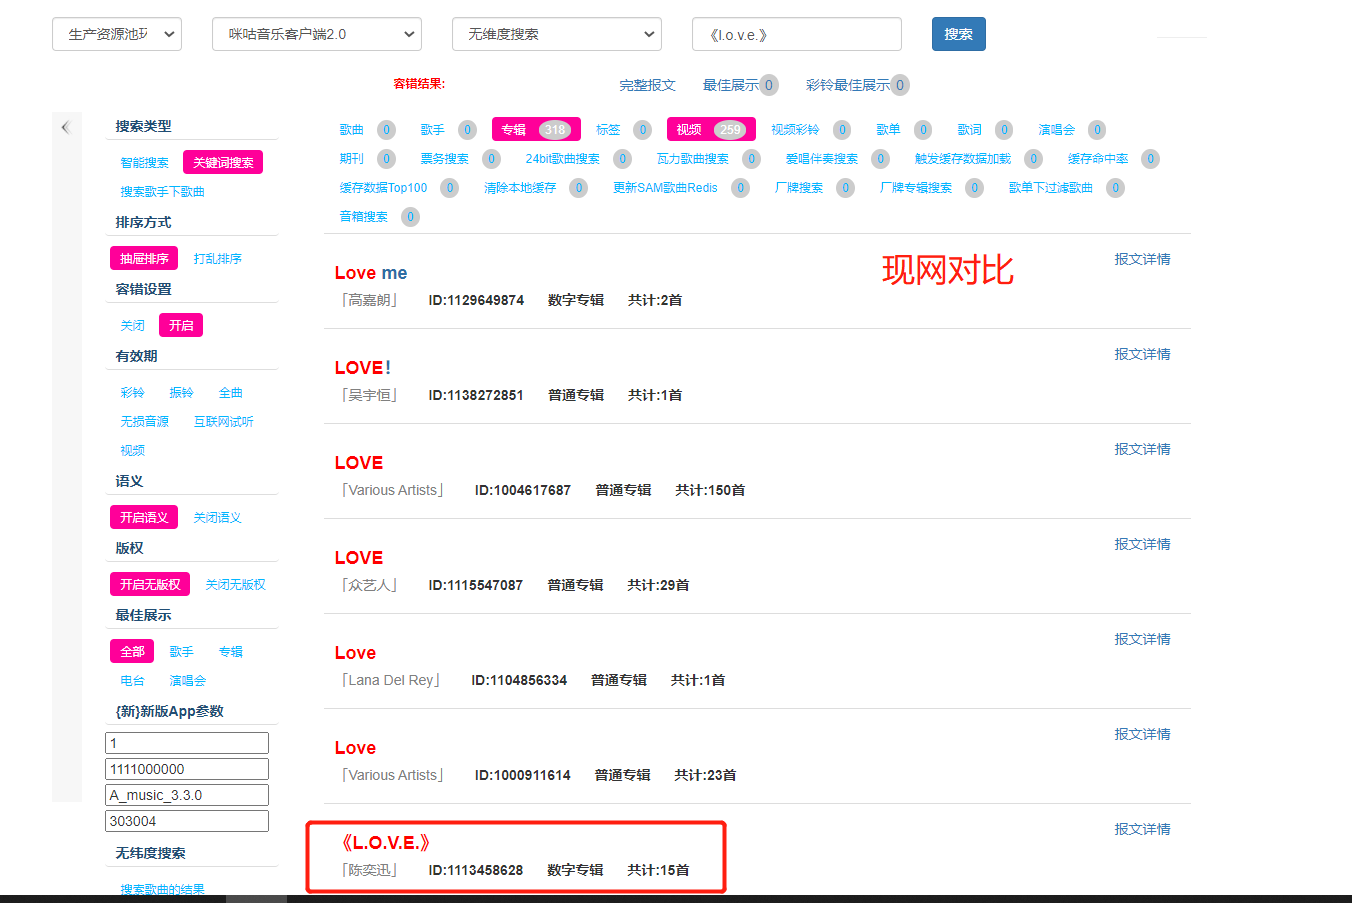 生产资源池环 咪咕音乐客户端2.0 无维度搜索 《l.o.v.e.》 搜索
容错结果: 完整报文 最佳展示 0 彩铃最佳展示 0
搜索类型
智能搜索 关键词搜索
搜索歌手下歌曲
排序方式
抽屉排序 打乱排序
容错设置
关闭 开启
有效期
彩铃 振铃 全曲
无损音源 互联网试听
视频
语义
开启语义 关闭语义
版权
开启无版权 关闭无版权
最佳展示
全部 歌手 专辑
电台 演唱会
{新}新版App参数
1
1111000000
A_music_3.3.0
303004
无纬度搜索
搜索歌曲的结果
歌曲 0 歌手 0 专辑 318 标签 0 视频 259 视频彩铃 0 歌单 0 歌词 0 演唱会 0
期刊 0 票务搜索 0 24bit歌曲搜索 0 瓦力歌曲搜索 0 爱唱伴奏搜索 0 触发缓存数据加载 0 缓存命中率 0
缓存数据Top100 0 清除本地缓存 0 更新SAM歌曲Redis 0 厂牌搜索 0 厂牌专辑搜索 0 歌单下过滤歌曲 0
音箱搜索 0
现网对比
Love me 报文详情
「高嘉朗」 ID:1129649874 数字专辑 共计:2首
LOVE！ 报文详情
「吴宇恒」 ID:1138272851 普通专辑 共计:1首
LOVE 报文详情
「Various Artists」 ID:1004617687 普通专辑 共计:150首
LOVE 报文详情
「众艺人」 ID:1115547087 普通专辑 共计:29首
Love 报文详情
「Lana Del Rey」 ID:1104856334 普通专辑 共计:1首
Love 报文详情
「Various Artists」 ID:1000911614 普通专辑 共计:23首
《L.O.V.E.》 报文详情
「陈奕迅」 ID:1113458628 数字专辑 共计:15首